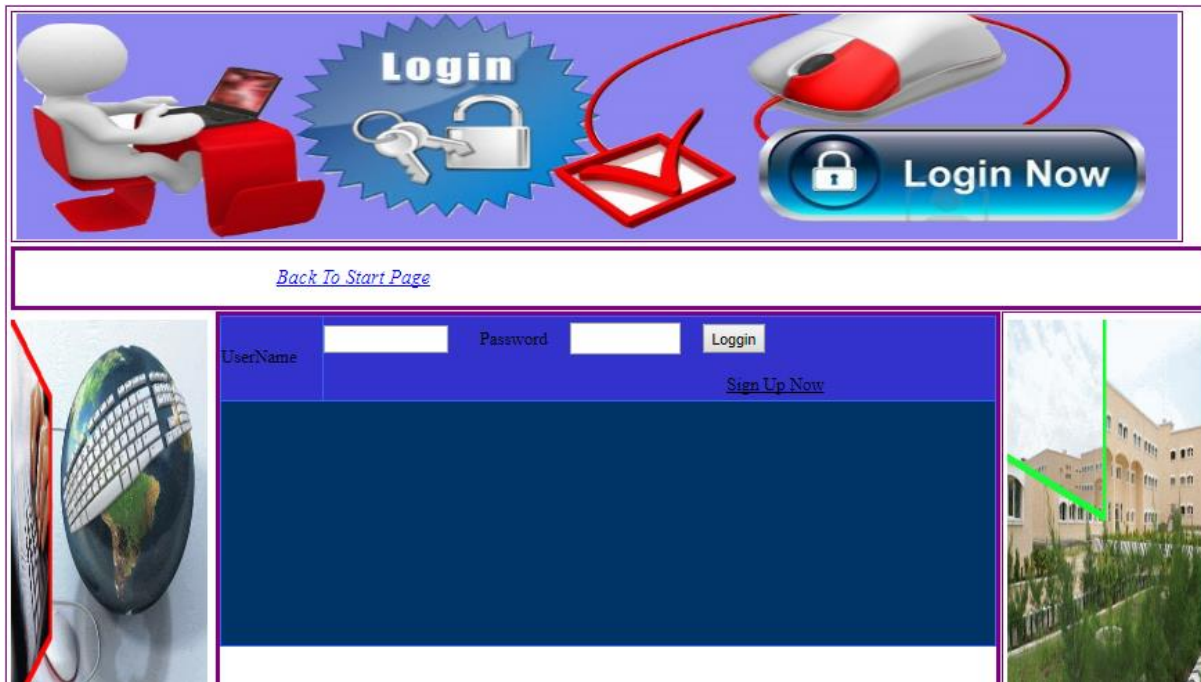 Login
Login Now
Back To Start Page
UserName
Password
Loggin
Sign Up Now